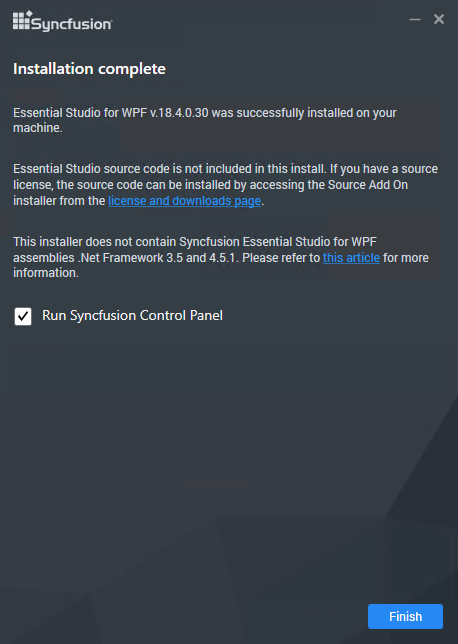 Syncfusion
Installation complete
Essential Studio for WPF v.18.4.0.30 was successfully installed on your
machine.
Essential Studio source code is not included in this install. If you have a source
license, the source code can be installed by accessing the Source Add On
installer from the license and downloads page.
This installer does not contain Syncfusion Essential Studio for WPF
assemblies .Net Framework 3.5 and 4.5.1. Please refer to this article for more
information.
Run Syncfusion Control Panel
Finish